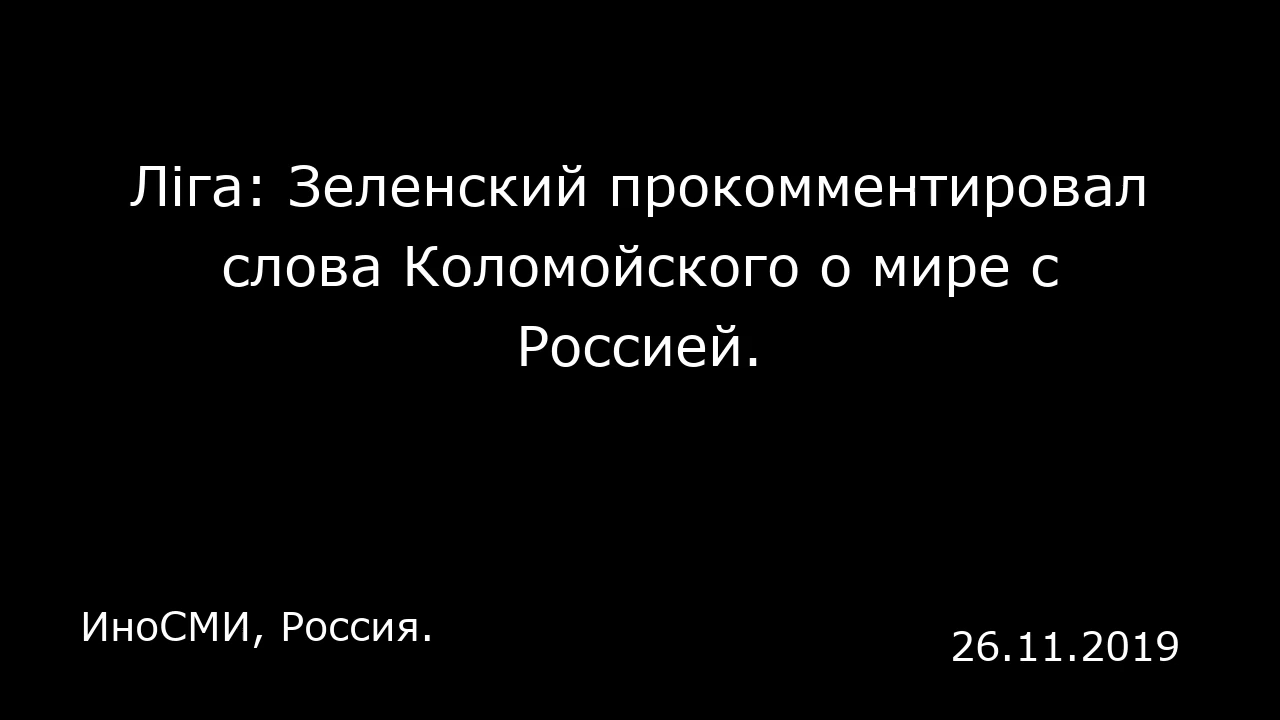 Ліга: Зеленский прокомментировал
слова Коломойского о мире с
Россией.
ИноСМИ, Россия.
26.11.2019